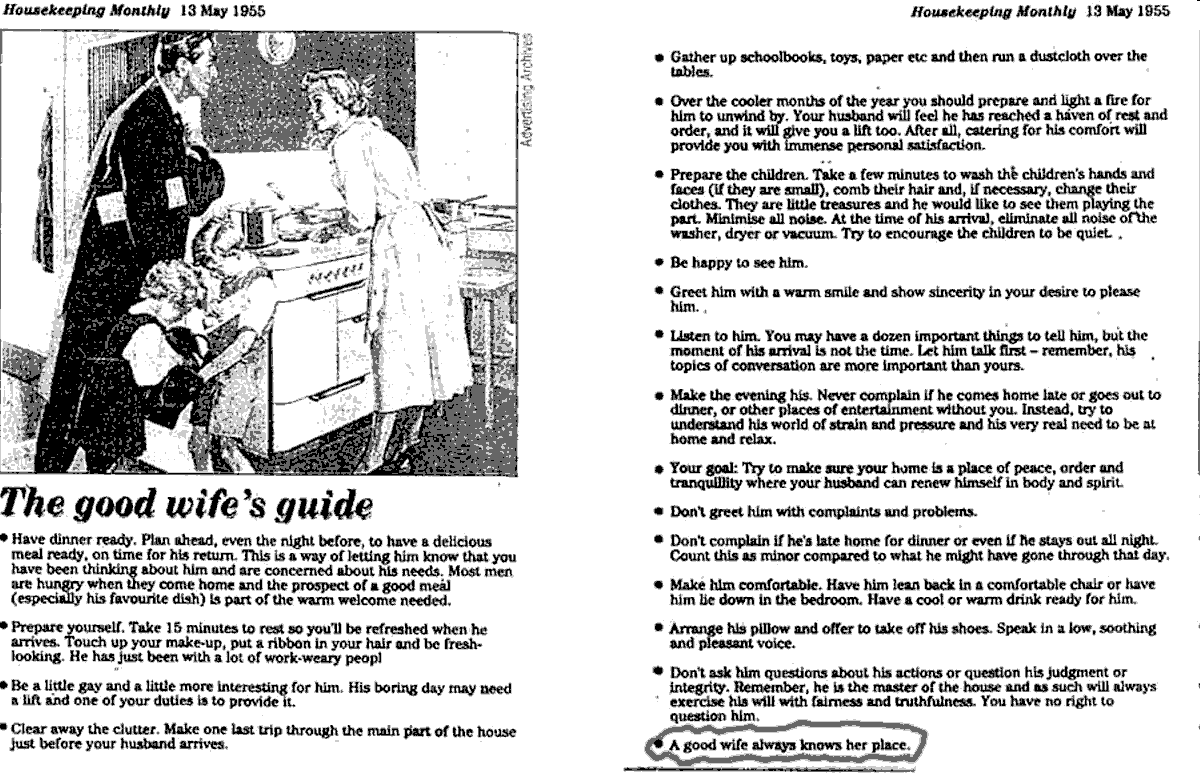 Housekeeping Monthly 13 May 1955
Advertising Archives
The good wife's guide
• Have dinner ready. Plan ahead, even the night before, to have a delicious
meal ready, on time for his return. This is a way of letting him know that you
have been thinking about him and are concerned about his needs. Most men
are hungry when they come home and the prospect of a good meal
(especially his favourite dish) is part of the warm welcome needed.
• Prepare yourself. Take 15 minutes to rest so you'll be refreshed when he
arrives. Touch up your make-up, put a ribbon in your hair and be fresh-
looking. He has just been with a lot of work-weary peopl
• Be a little gay and a little more interesting for him. His boring day may need
a lift and one of your duties is to provide it.
• Clear away the clutter. Make one last trip through the main part of the house
just before your husband arrives.
Housekeeping Monthly 13 May 1955
• Gather up schoolbooks, toys, paper etc and then run a dustcloth over the
tables.
• Over the cooler months of the year you should prepare and light a fire for
him to unwind by. Your husband will feel he has reached a haven of rest and
order, and it will give you a lift too. After all, catering for his comfort will
provide you with immense personal satisfaction.
• Prepare the children. Take a few minutes to wash the children's hands and
faces (if they are small), comb their hair and, if necessary, change their
clothes. They are little treasures and he would like to see them playing the
part. Minimise all noise. At the time of his arrival, eliminate all noise of the
washer, dryer or vacuum. Try to encourage the children to be quiet.
• Be happy to see him.
• Greet him with a warm smile and show sincerity in your desire to please
him.
• Listen to him. You may have a dozen important things to tell him, but the
moment of his arrival is not the time. Let him talk first – remember, his
topics of conversation are more important than yours.
• Make the evening his. Never complain if he comes home late or goes out to
dinner, or other places of entertainment without you. Instead, try to
understand his world of strain and pressure and his very real need to be at
home and relax.
• Your goal: Try to make sure your home is a place of peace, order and
tranquillity where your husband can renew himself in body and spirit.
• Don't greet him with complaints and problems.
• Don't complain if he's late home for dinner or even if he stays out all night.
Count this as minor compared to what he might have gone through that day.
• Make him comfortable. Have him lean back in a comfortable chair or have
him lie down in the bedroom. Have a cool or warm drink ready for him.
• Arrange his pillow and offer to take off his shoes. Speak in a low, soothing
and pleasant voice.
• Don't ask him questions about his actions or question his judgment or
integrity. Remember, he is the master of the house and as such will always
exercise his will with fairness and truthfulness. You have no right to
question him.
• A good wife always knows her place.